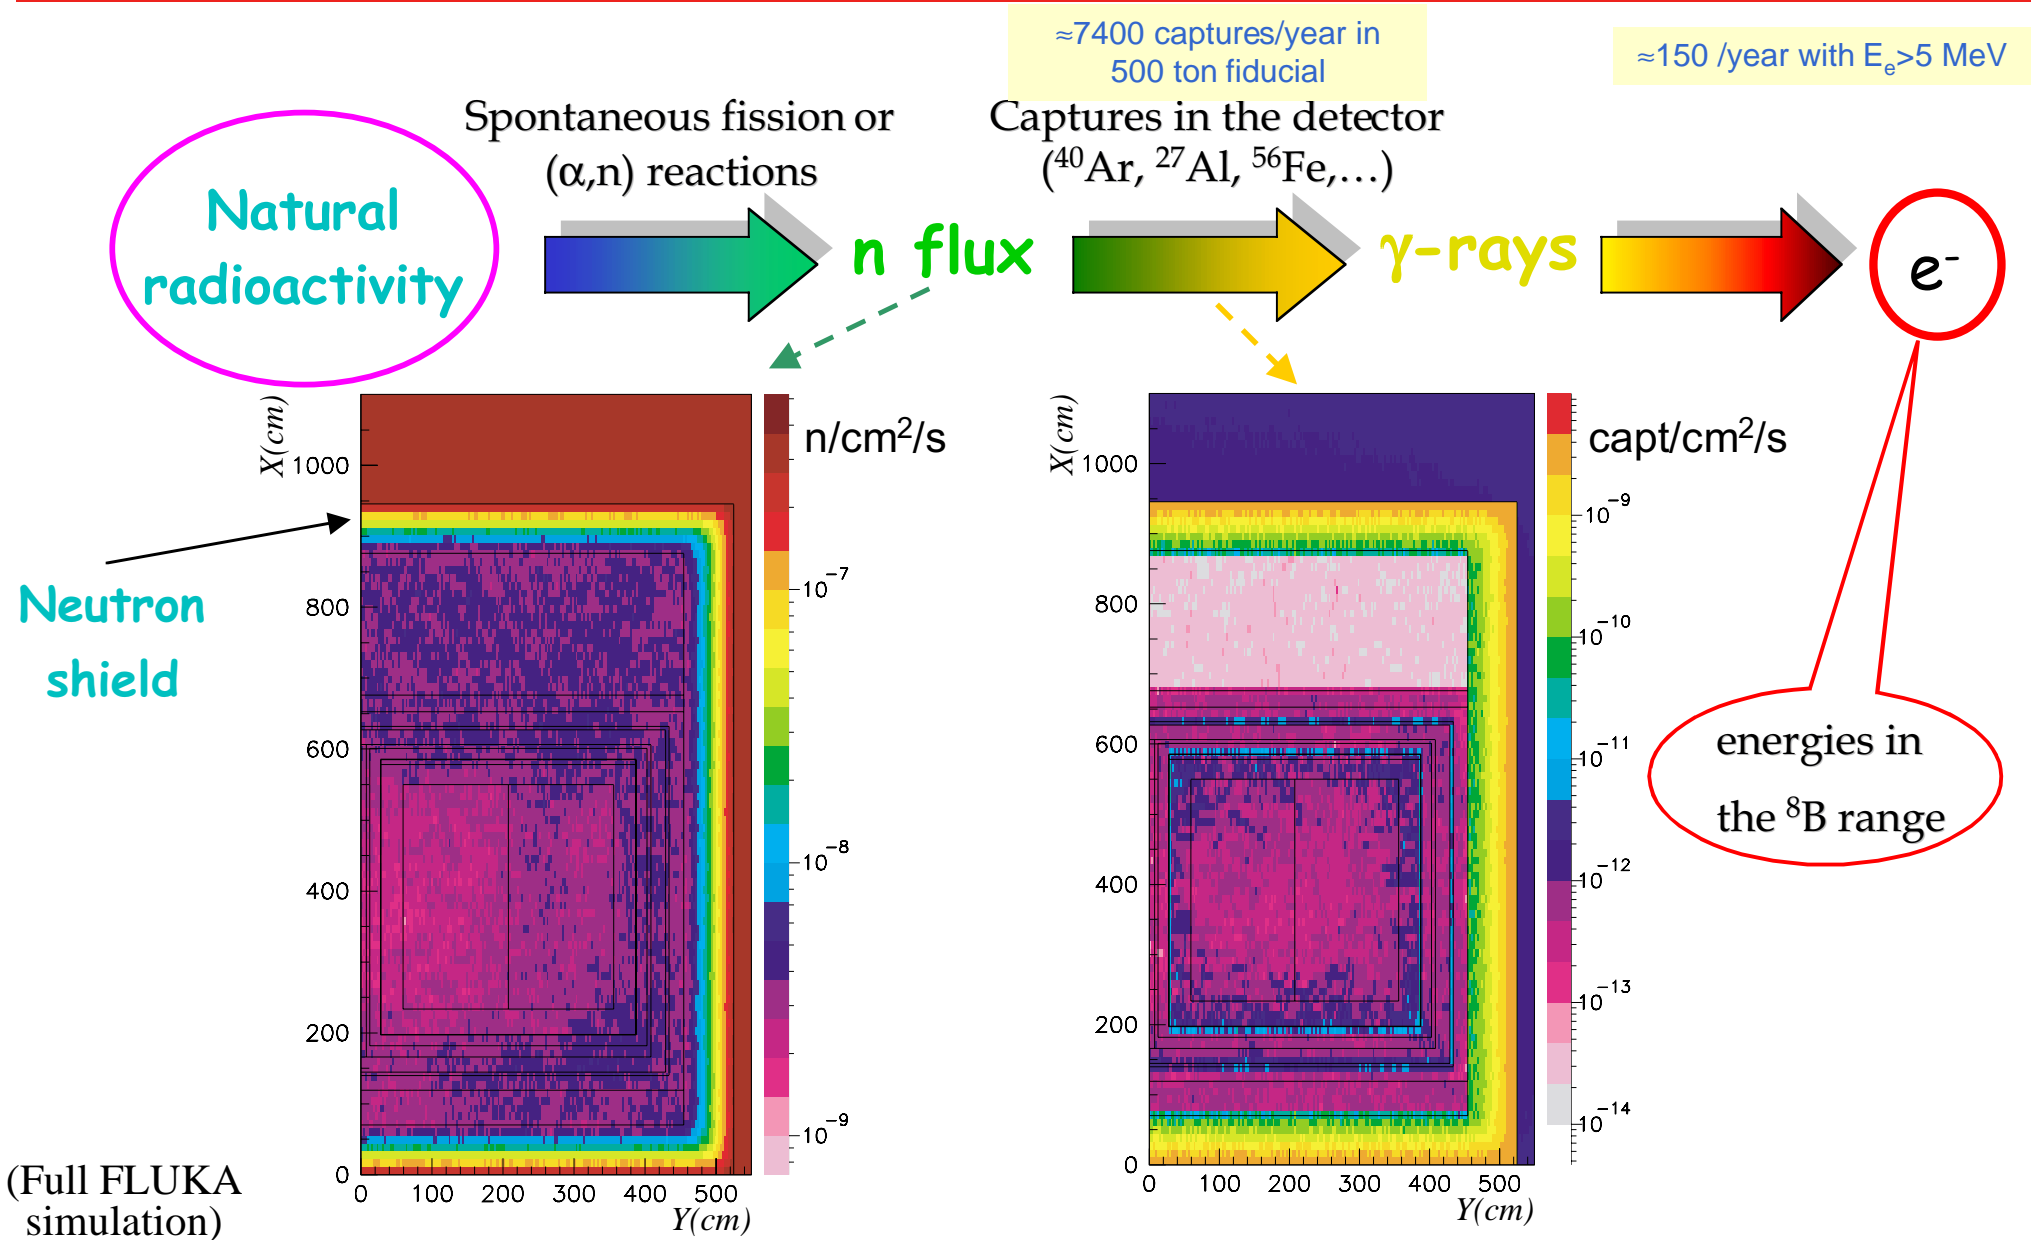 ≈7400 captures/year in
500 ton fiducial
≈150 /year with Eₑ>5 MeV
Spontaneous fission or
(α,n) reactions
Captures in the detector
(⁴⁰Ar, ²⁷Al, ⁵⁶Fe,…)
Natural
radioactivity
n flux
γ-rays
e⁻
Neutron
shield
(Full FLUKA
simulation)
X(cm)
1000
800
600
400
200
0
0 100 200 300 400 500
Y(cm)
n/cm²/s
10⁻⁷
10⁻⁸
10⁻⁹
X(cm)
1000
800
600
400
200
0
0 100 200 300 400 500
Y(cm)
capt/cm²/s
10⁻⁹
10⁻¹⁰
10⁻¹¹
10⁻¹²
10⁻¹³
10⁻¹⁴
energies in
the ⁸B range